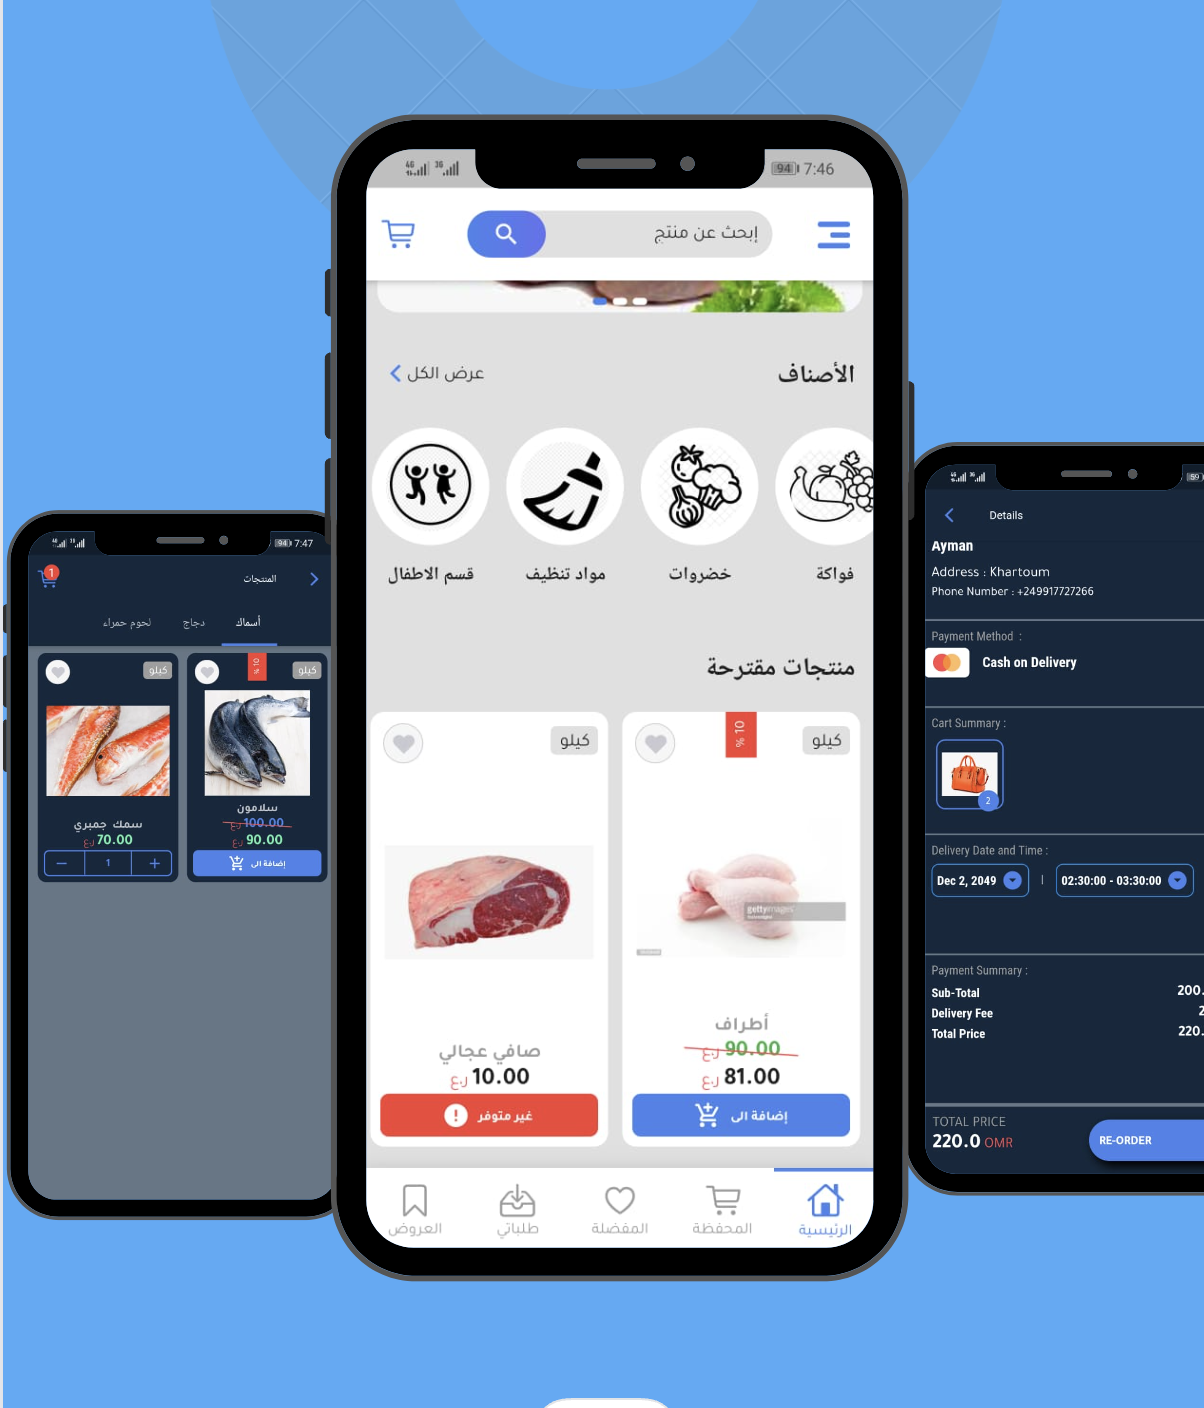 94 7:46
إبحث عن منتج
الأصناف
عرض الكل
فواكة
خضروات
مواد تنظيف
قسم الاطفال
منتجات مقترحة
كيلو
% 10
أطراف
90.00 ر.ع
81.00 ر.ع
إضافة الى
كيلو
صافي عجالي
10.00 ر.ع
غير متوفر
gettyimages
الرئيسية
المحفظة
المفضلة
طلباتي
العروض
94 7:47
1
المنتجات
أسماك
دجاج
لحوم حمراء
كيلو
% 10
سلامون
100.00 ر.ع
90.00 ر.ع
إضافة الى
كيلو
سمك جمبري
70.00 ر.ع
− 1 +
59
Details
Ayman
Address : Khartoum
Phone Number : +249917727266
Payment Method :
Cash on Delivery
Cart Summary :
2
Delivery Date and Time :
Dec 2, 2049 | 02:30:00 - 03:30:00
Payment Summary :
Sub-Total 200.
Delivery Fee 2
Total Price 220.
TOTAL PRICE
220.0 OMR
RE-ORDER